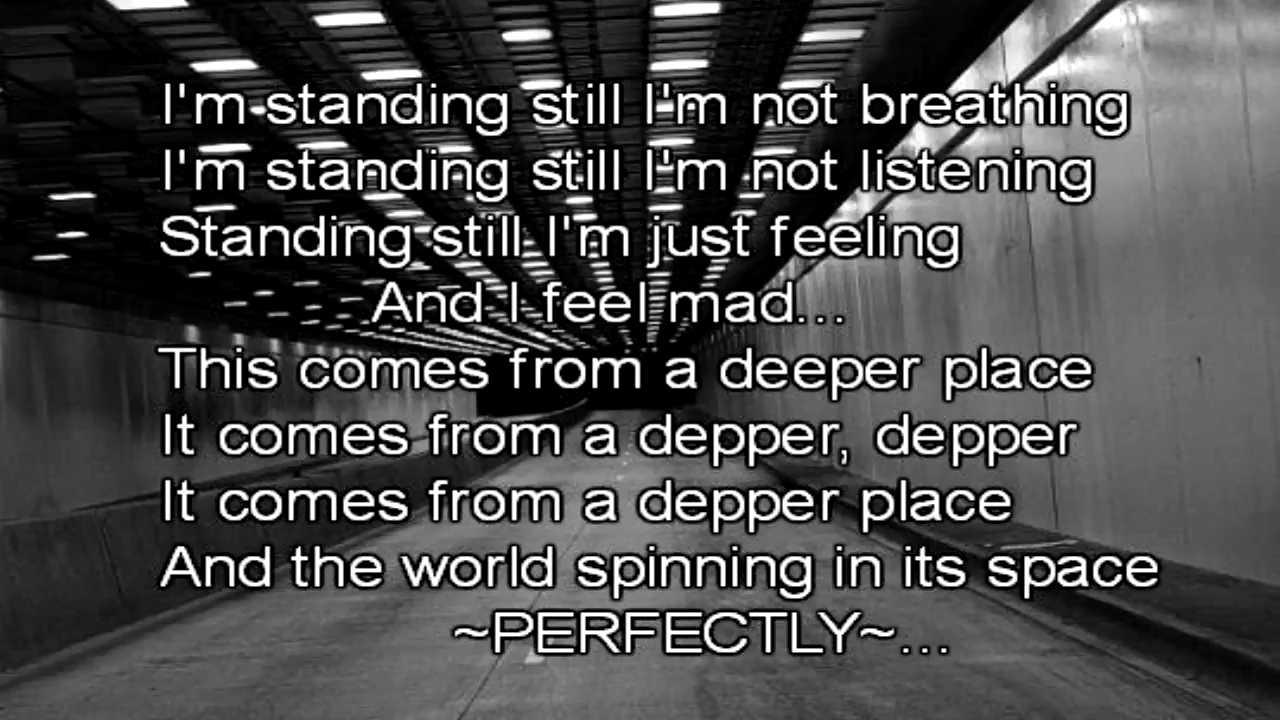 I'm standing still I'm not breathing
I'm standing still I'm not listening
Standing still I'm just feeling
And I feel mad...
This comes from a deeper place
It comes from a depper, depper
It comes from a depper place
And the world spinning in its space
~PERFECTLY~...